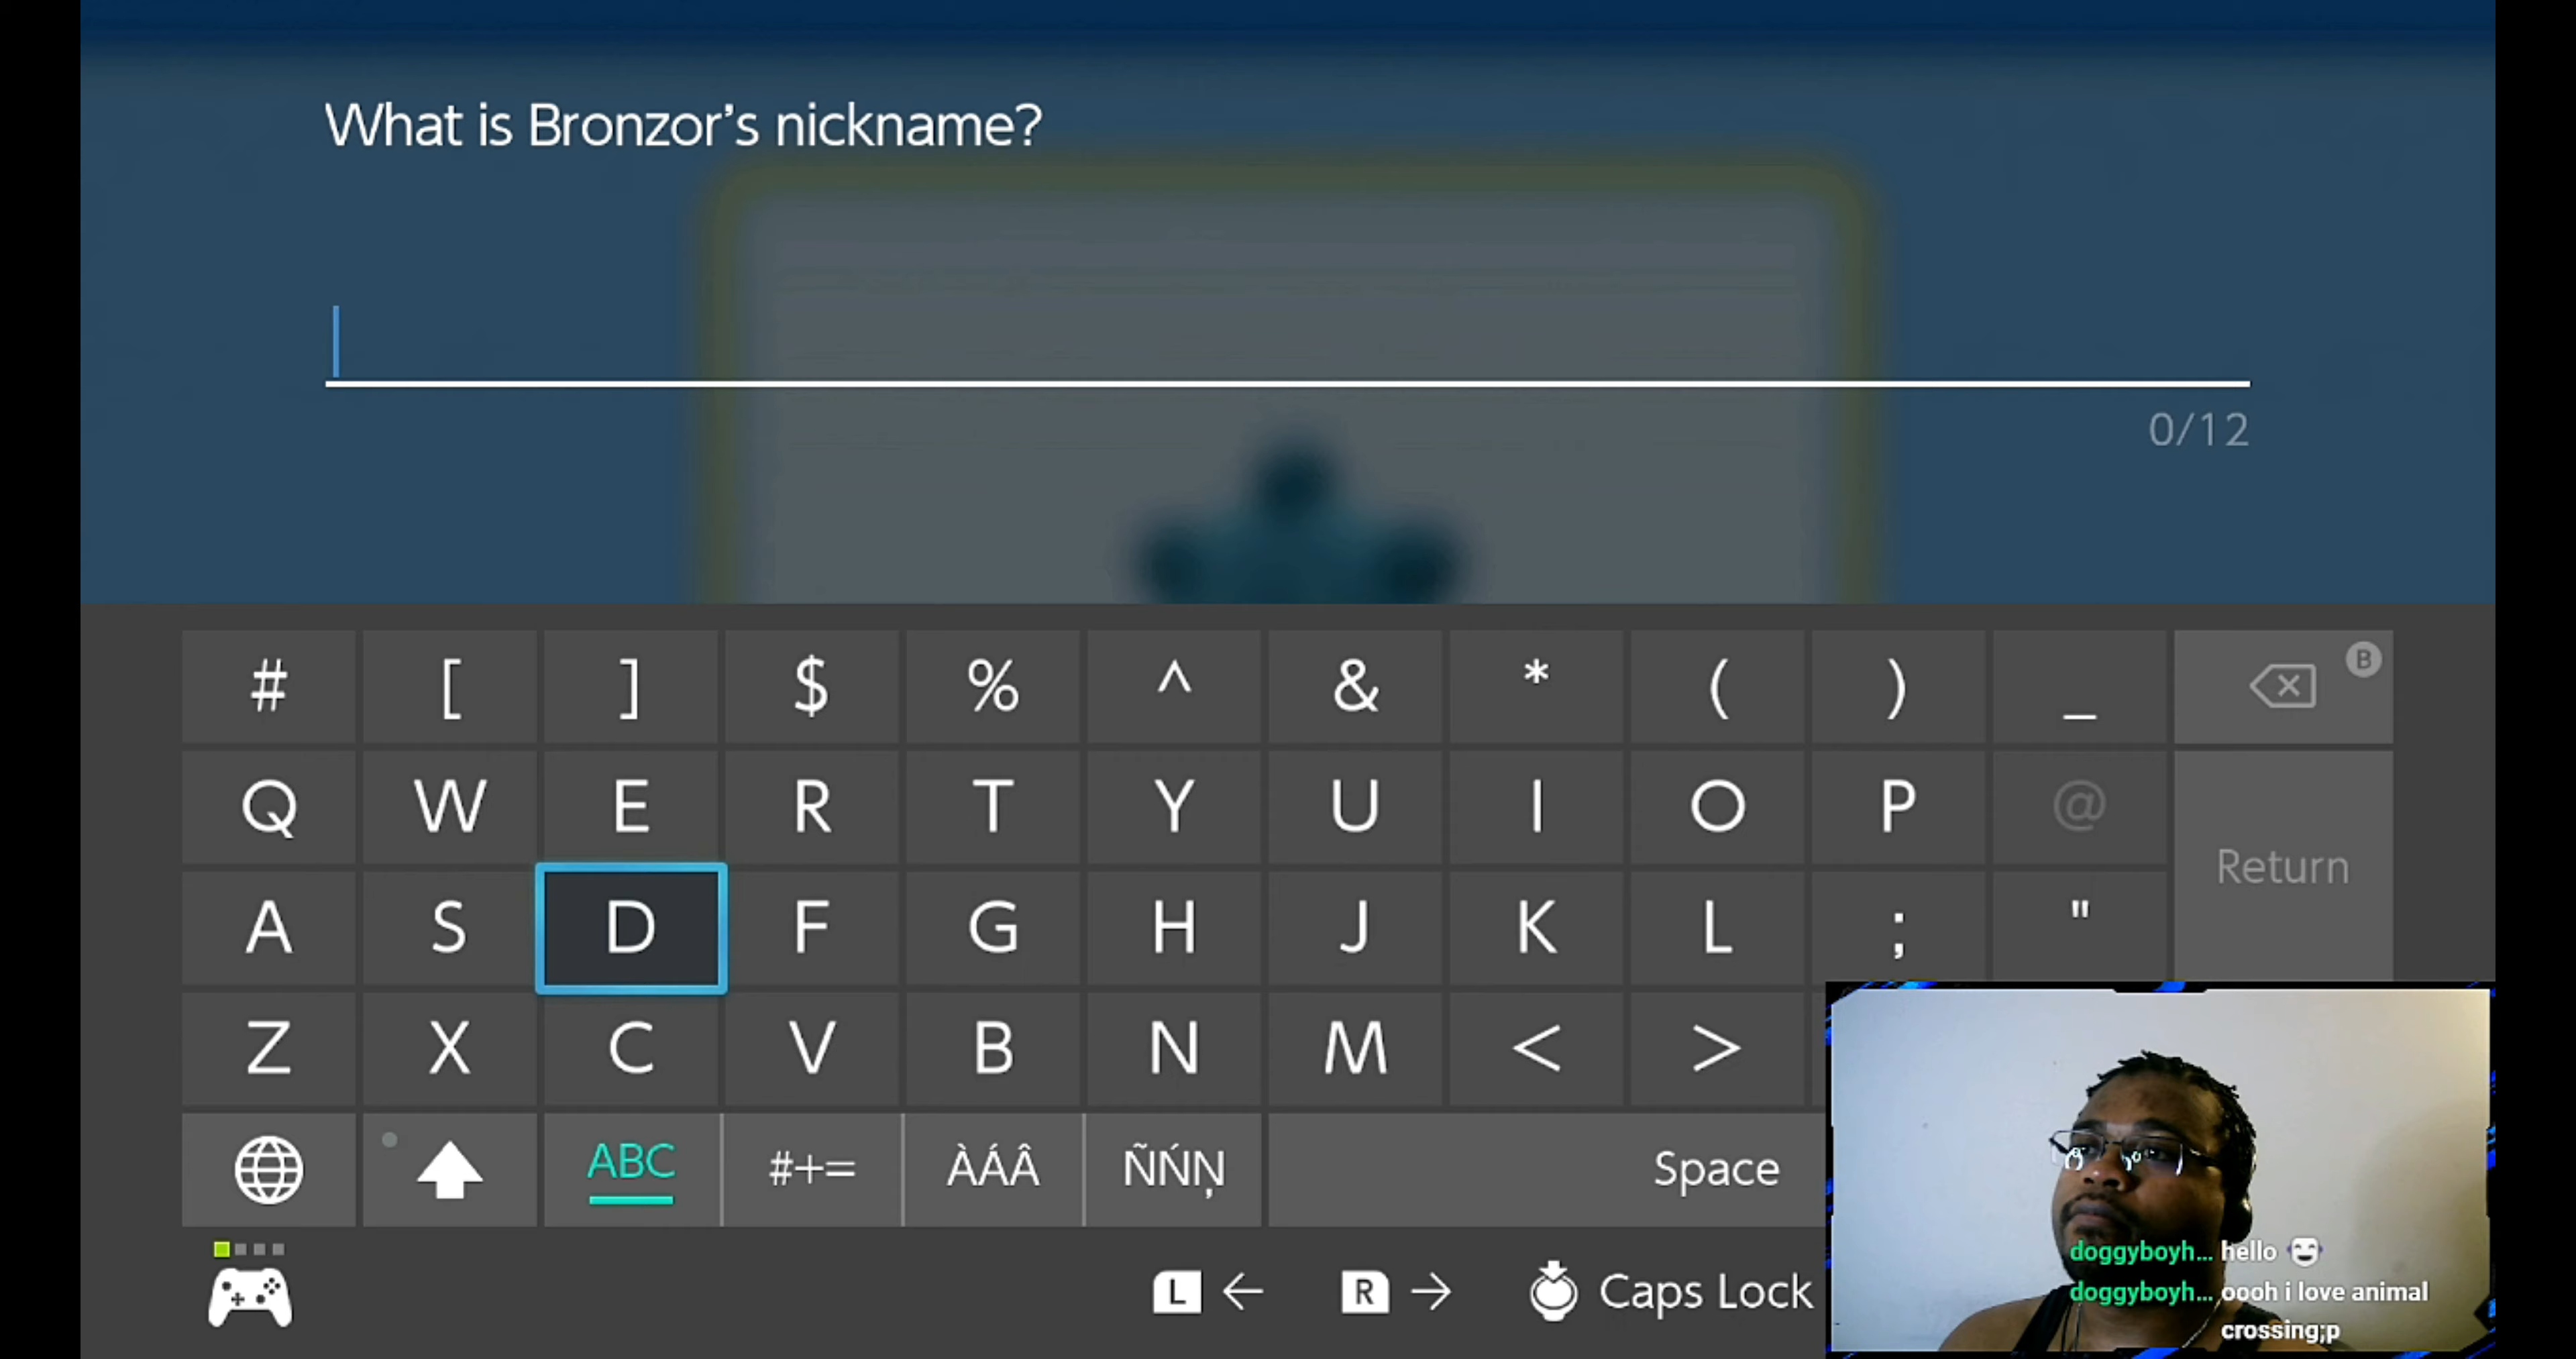 What is Bronzor's nickname?
0/12
# [ ] $ % ^ & * ( ) _ B
Q W E R T Y U I O P @ Return
A S D F G H J K L ; "
Z X C V B N M < >
ABC #+= ÀÁÂ ÑŃŅ Space
L ← R → Caps Lock
doggyboyh... hello
doggyboyh... oooh i love animal
crossing;p